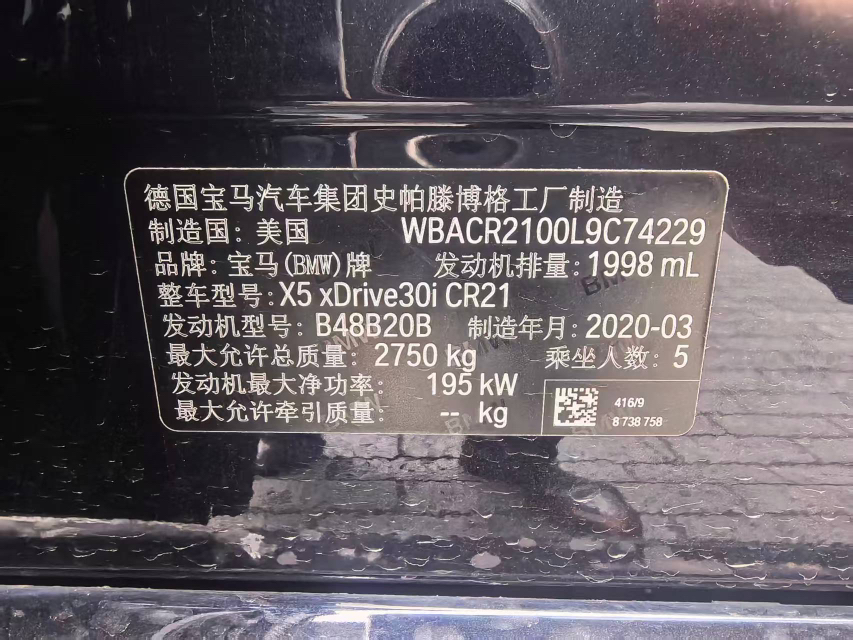 德国宝马汽车集团史帕滕博格工厂制造
制造国: 美国 WBACR2100L9C74229
品牌: 宝马(BMW)牌 发动机排量: 1998 mL
整车型号: X5 xDrive30i CR21
发动机型号: B48B20B 制造年月: 2020-03
最大允许总质量: 2750 kg 乘坐人数: 5
发动机最大净功率: 195 kW
最大允许牵引质量: -- kg
416/9
8 738 758